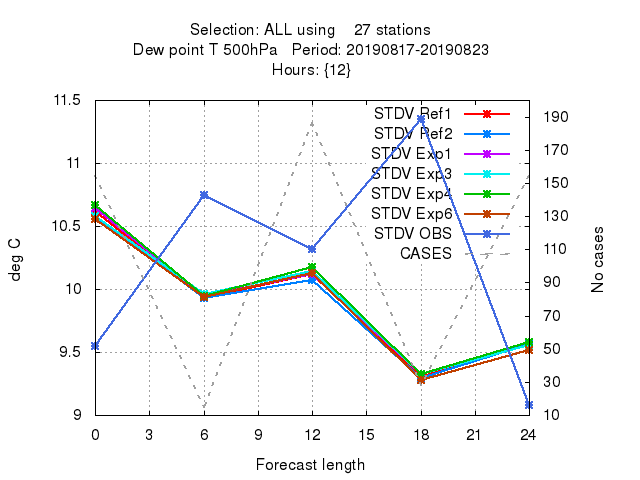 Selection: ALL using 27 stations
Dew point T 500hPa Period: 20190817-20190823
Hours: {12}
STDV Ref1
STDV Ref2
STDV Exp1
STDV Exp3
STDV Exp4
STDV Exp6
STDV OBS
CASES
11.5
11
10.5
10
9.5
9
deg C
190
170
150
130
110
90
70
50
30
10
No cases
0 3 6 9 12 15 18 21 24
Forecast length